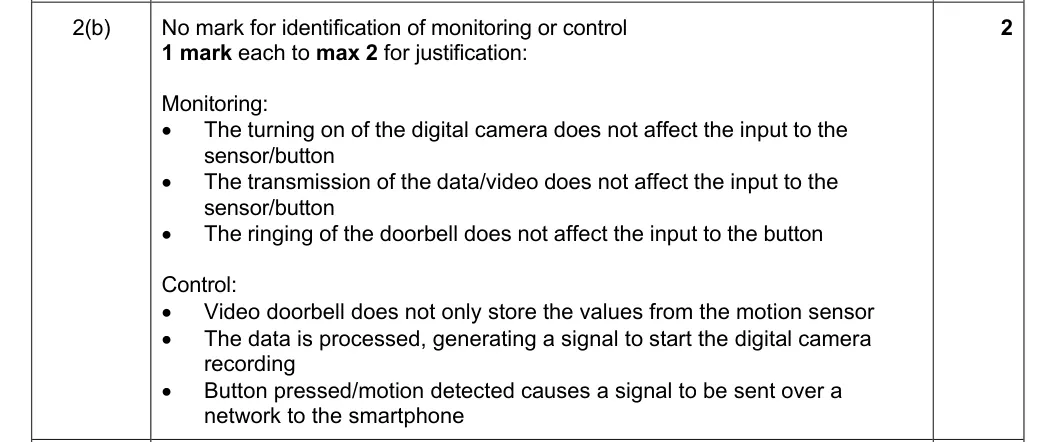 2(b)
No mark for identification of monitoring or control
2
1 mark each to max 2 for justification:
Monitoring:
• The turning on of the digital camera does not affect the input to the
sensor/button
• The transmission of the data/video does not affect the input to the
sensor/button
• The ringing of the doorbell does not affect the input to the button
Control:
• Video doorbell does not only store the values from the motion sensor
• The data is processed, generating a signal to start the digital camera
recording
• Button pressed/motion detected causes a signal to be sent over a
network to the smartphone